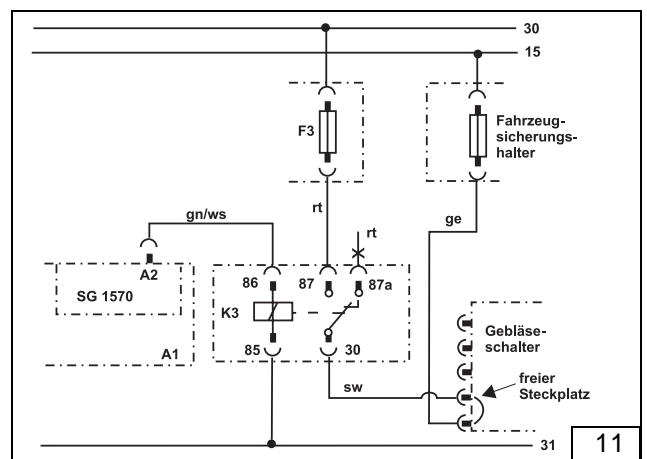 30
15
F3
Fahrzeug-
sicherungs-
halter
rt
gn/ws
rt
ge
A2
SG 1570
A1
86
87
87a
K3
85
30
Gebläse-
schalter
freier
Steckplatz
sw
31
11